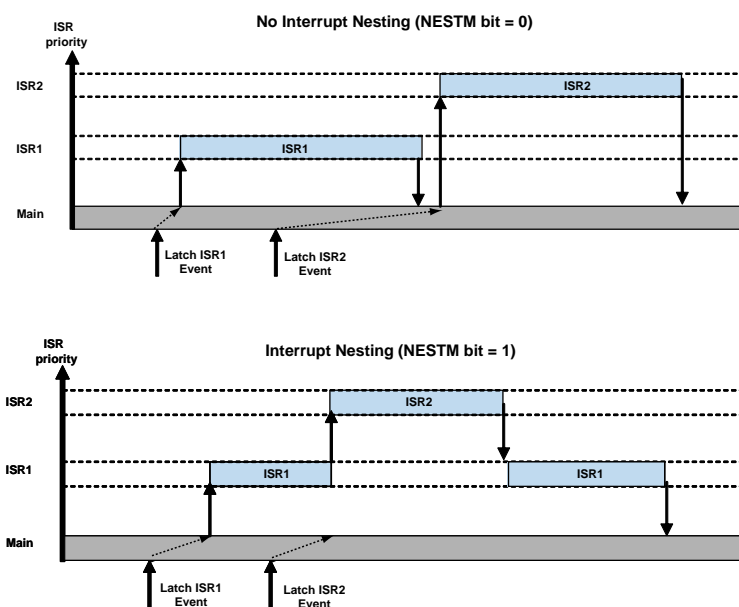 No Interrupt Nesting (NESTM bit = 0)
ISR
priority
ISR2
ISR2
ISR1
ISR1
Main
Latch ISR1
Event
Latch ISR2
Event
Interrupt Nesting (NESTM bit = 1)
ISR
priority
ISR2
ISR2
ISR1
ISR1
ISR1
Main
Latch ISR1
Event
Latch ISR2
Event